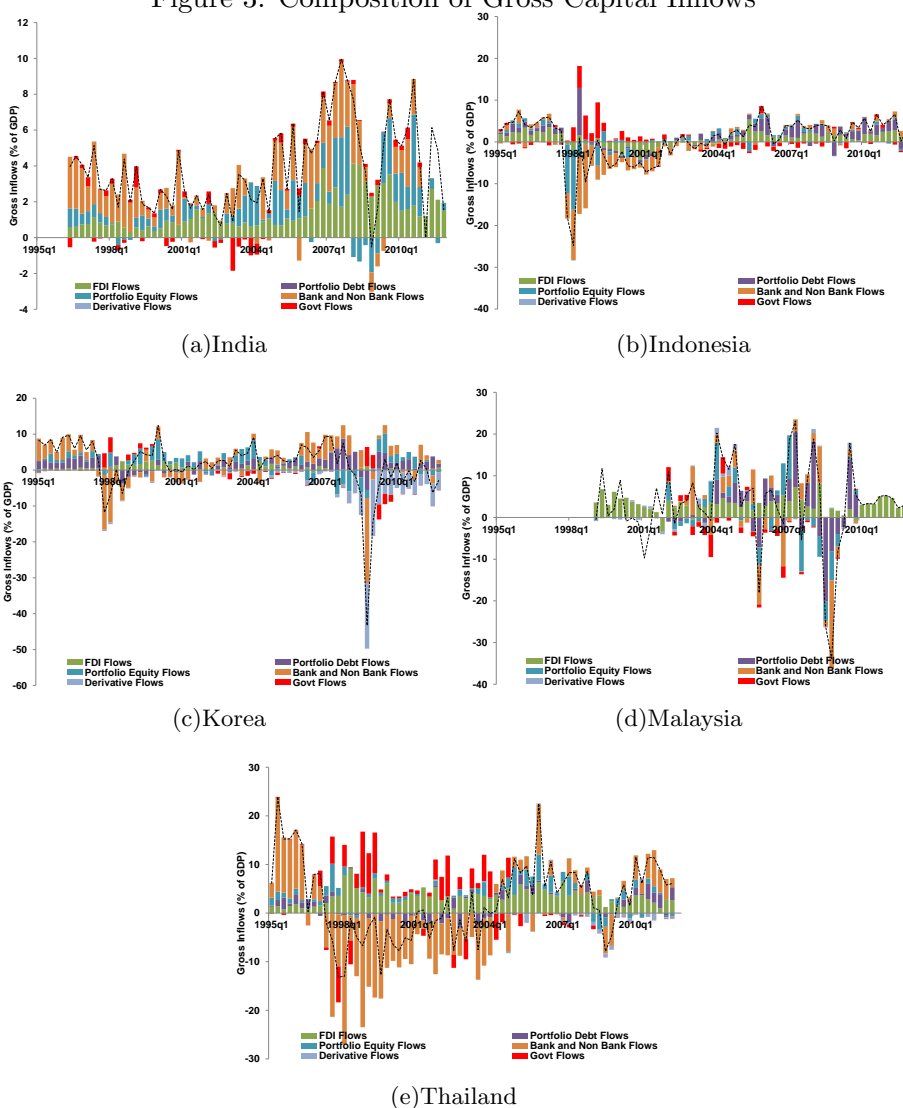 Figure 3: Composition of Gross Capital Inflows
12
10
8
6
4
2
0
-2
-4
Gross Inflows (% of GDP)
1995q1 1998q1 2001q1 2004q1 2007q1 2010q1
FDI Flows Portfolio Debt Flows
Portfolio Equity Flows Bank and Non Bank Flows
Derivative Flows Govt Flows
(a)India
30
20
10
0
-10
-20
-30
-40
Gross Inflows (% of GDP)
1995q1 1998q1 2001q1 2004q1 2007q1 2010q1
FDI Flows Portfolio Debt Flows
Portfolio Equity Flows Bank and Non Bank Flows
Derivative Flows Govt Flows
(b)Indonesia
20
10
0
-10
-20
-30
-40
-50
-60
Gross Inflows (% of GDP)
1995q1 1998q1 2001q1 2004q1 2007q1 2010q1
FDI Flows Portfolio Debt Flows
Portfolio Equity Flows Bank and Non Bank Flows
Derivative Flows Govt Flows
(c)Korea
30
20
10
0
-10
-20
-30
-40
Gross Inflows (% of GDP)
1995q1 1998q1 2001q1 2004q1 2007q1 2010q1
FDI Flows Portfolio Debt Flows
Portfolio Equity Flows Bank and Non Bank Flows
Derivative Flows Govt Flows
(d)Malaysia
30
20
10
0
-10
-20
-30
Gross Inflows (% of GDP)
1995q1 1998q1 2001q1 2004q1 2007q1 2010q1
FDI Flows Portfolio Debt Flows
Portfolio Equity Flows Bank and Non Bank Flows
Derivative Flows Govt Flows
(e)Thailand